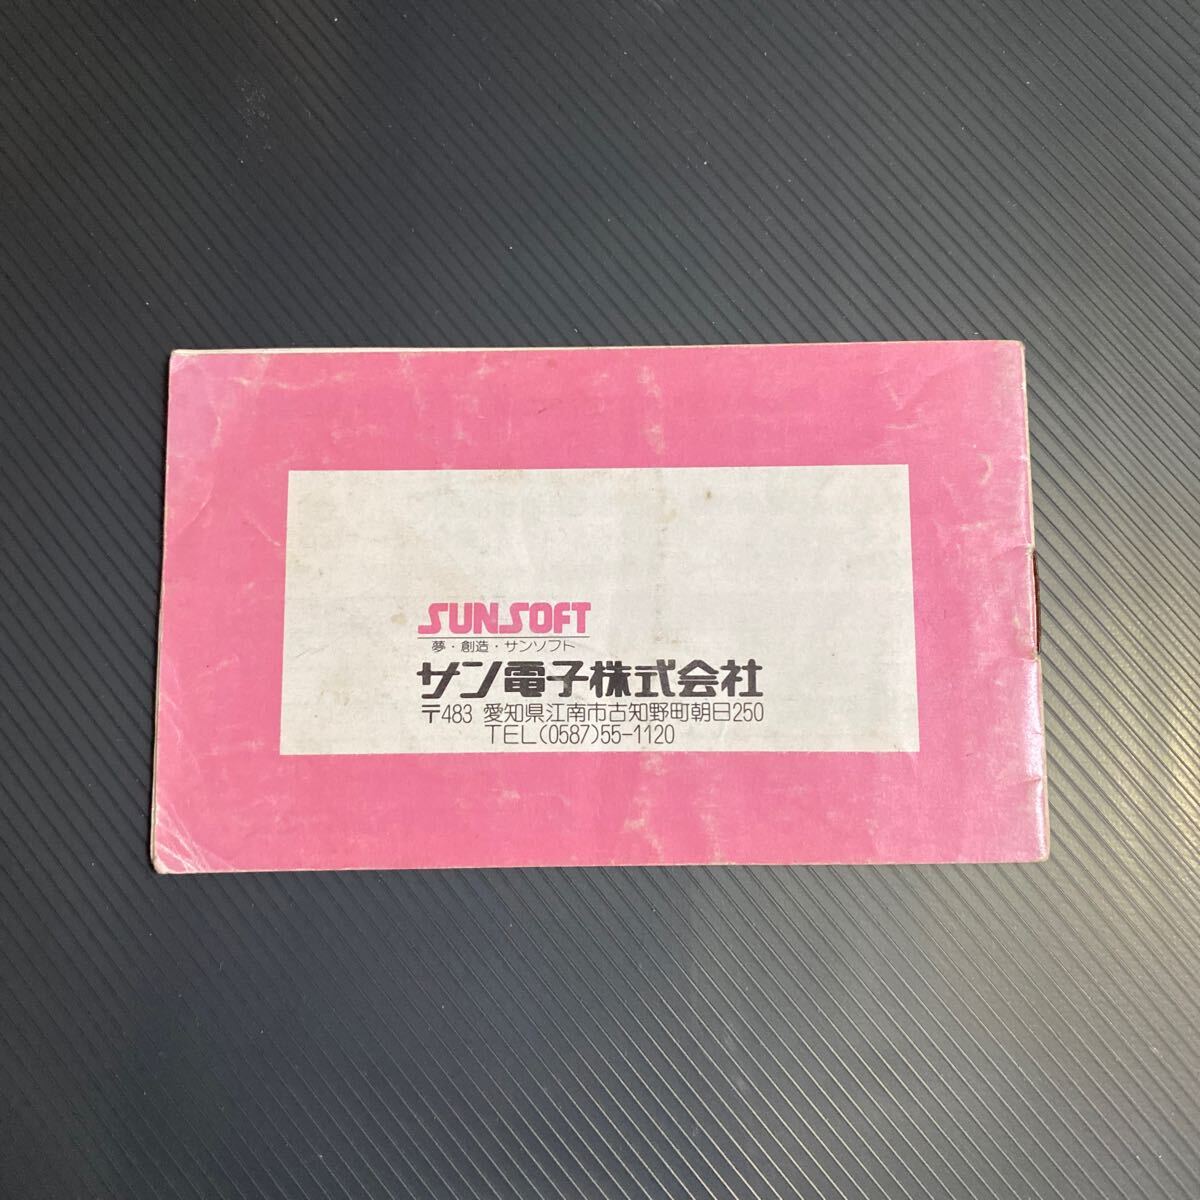 SUNSOFT
夢・創造・サンソフト
サン電子株式会社
〒483 愛知県江南市古知野町朝日250
TEL(0587)55-1120